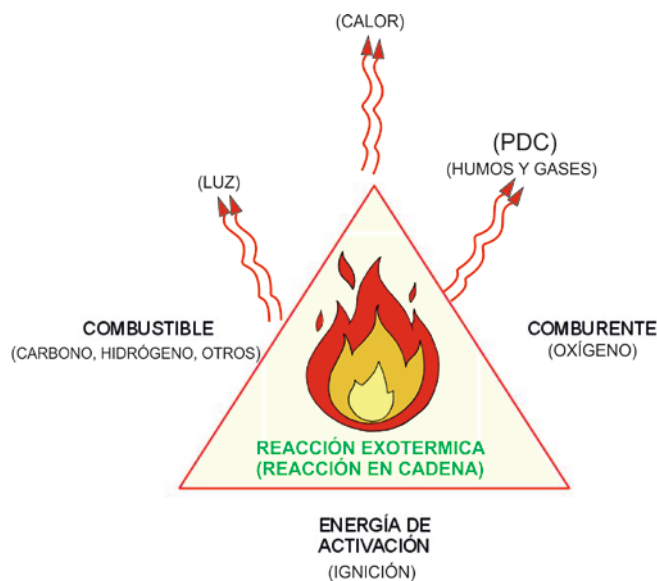 (CALOR)
(PDC)
(HUMOS Y GASES)
(LUZ)
COMBUSTIBLE
(CARBONO, HIDRÓGENO, OTROS)
COMBURENTE
(OXÍGENO)
REACCIÓN EXOTERMICA
(REACCIÓN EN CADENA)
ENERGÍA DE
ACTIVACIÓN
(IGNICIÓN)